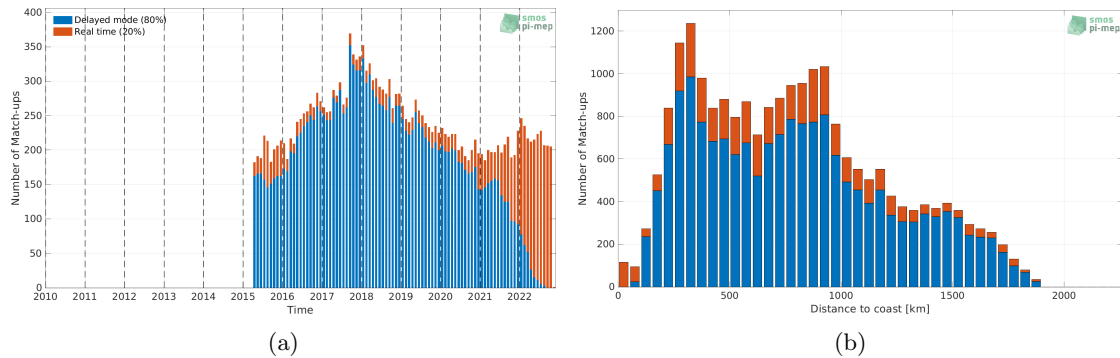 Delayed mode (80%)
Real time (20%)
smos
pi-mep
Number of Match-ups
400
350
300
250
200
150
100
50
0
2010 2011 2012 2013 2014 2015 2016 2017 2018 2019 2020 2021 2022
Time
(a)
smos
pi-mep
Number of Match-ups
1200
1000
800
600
400
200
0
0 500 1000 1500 2000
Distance to coast [km]
(b)